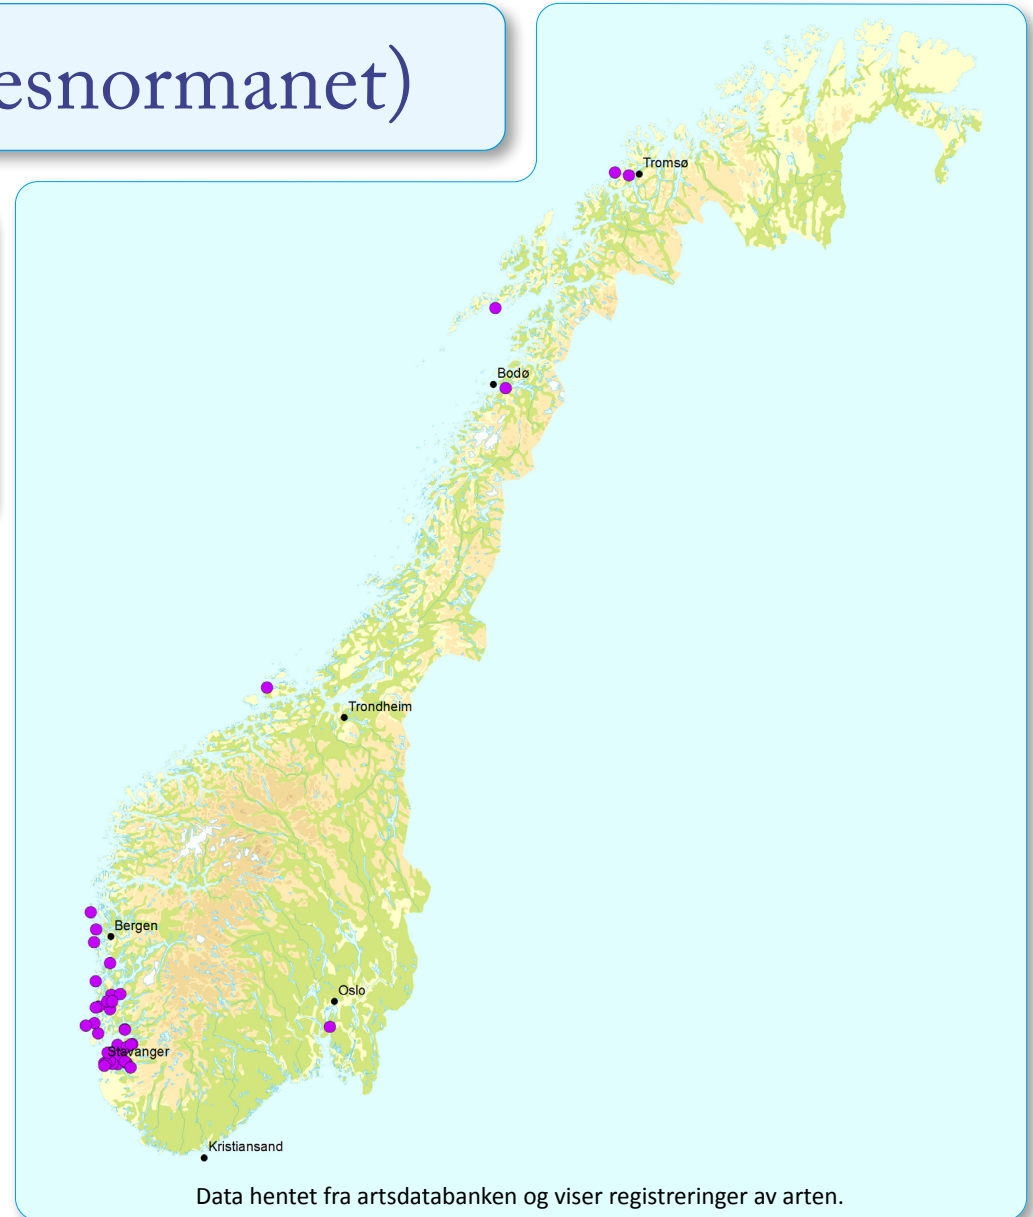 esnormanet)
Tromsø
Bodø
Trondheim
Bergen
Oslo
Stavanger
Kristiansand
Data hentet fra artsdatabanken og viser registreringer av arten.